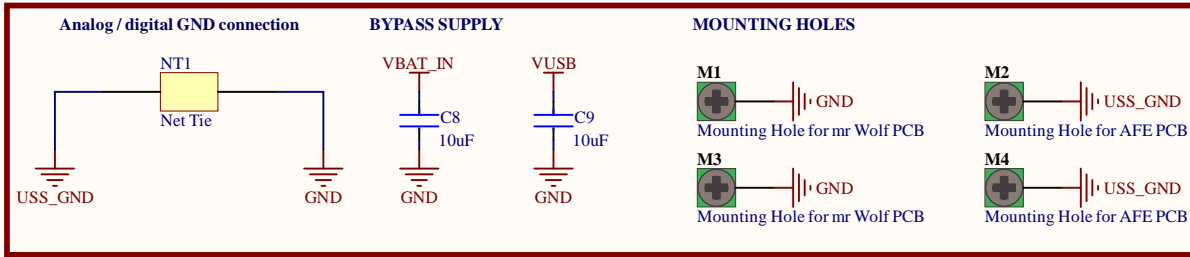 Analog / digital GND connection
BYPASS SUPPLY
MOUNTING HOLES
NT1
Net Tie
USS_GND
GND
VBAT_IN
C8
10uF
GND
VUSB
C9
10uF
GND
M1
GND
Mounting Hole for mr Wolf PCB
M2
USS_GND
Mounting Hole for AFE PCB
M3
GND
Mounting Hole for mr Wolf PCB
M4
USS_GND
Mounting Hole for AFE PCB